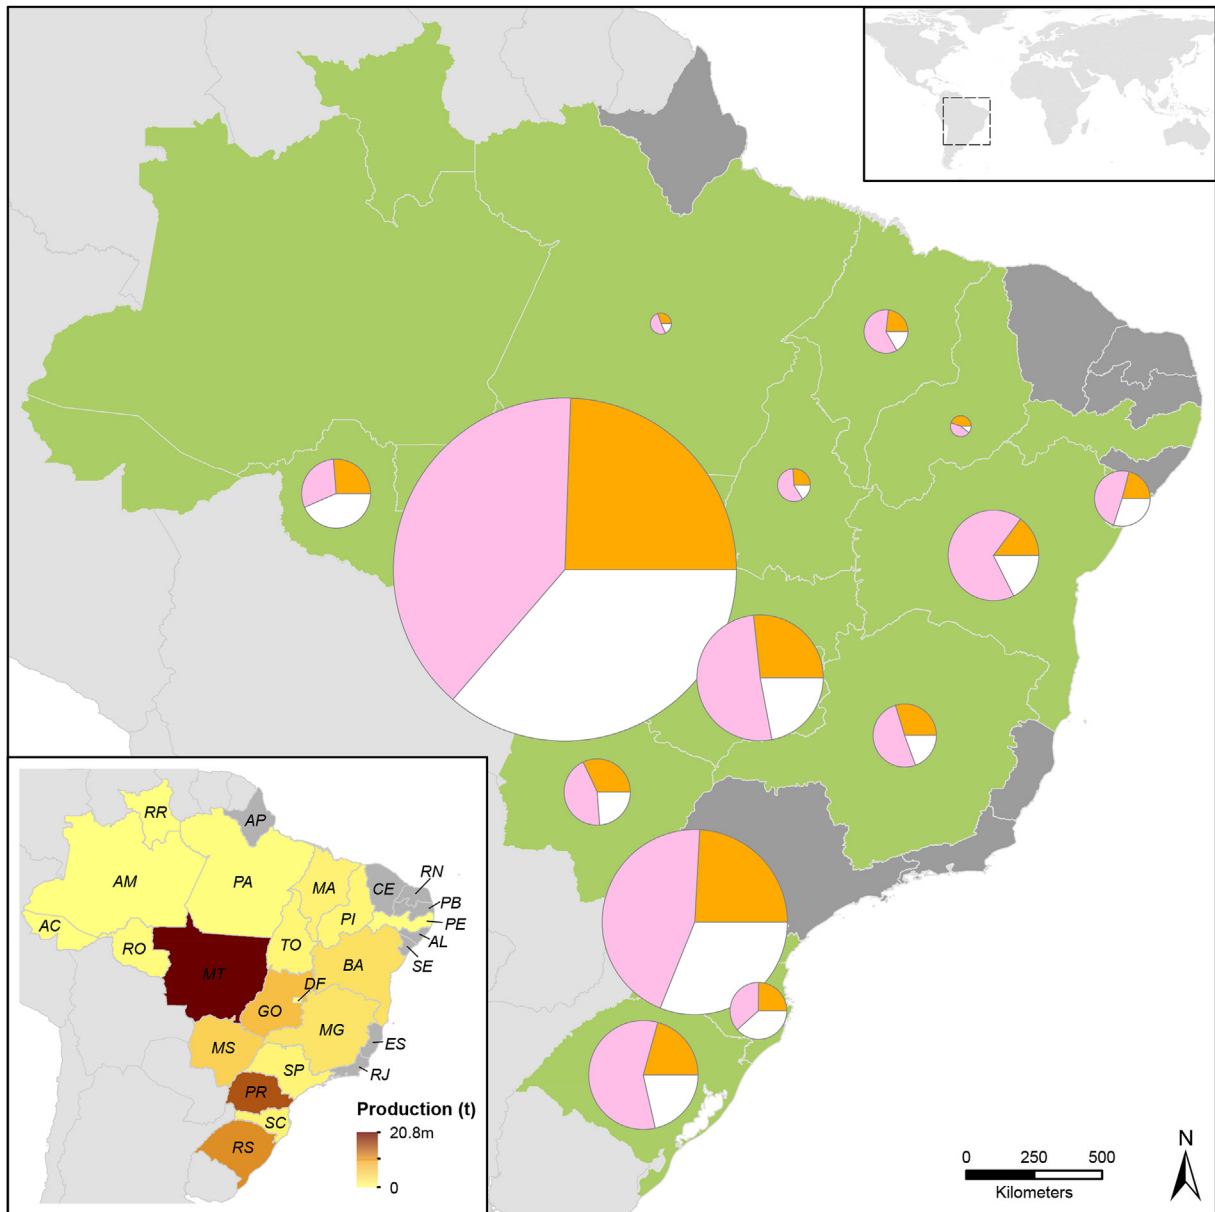 RR
AP
AM
PA
MA
CE
RN
PB
PE
PI
AC
RO
TO
AL
SE
MT
BA
DF
GO
MG
MS
ES
SP
RJ
PR
SC
RS
Production (t)
20.8m
0
N
0 250 500
Kilometers